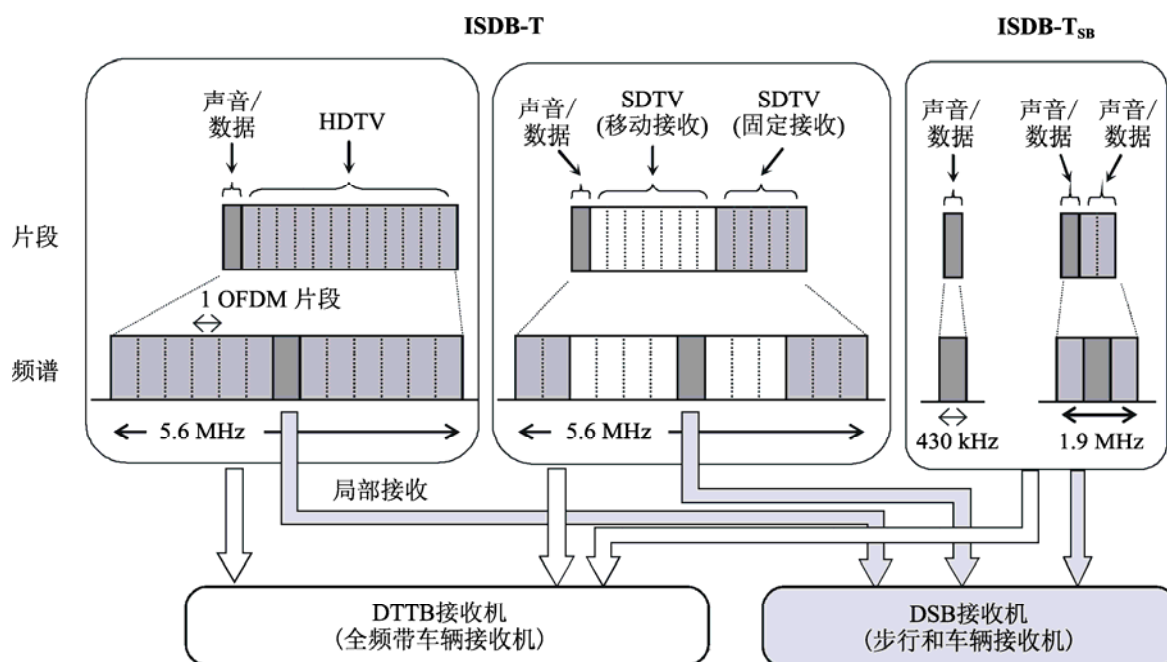 ISDB-T
ISDB-T_SB
声音/
数据
HDTV
声音/
数据
SDTV
(移动接收)
SDTV
(固定接收)
声音/
数据
声音/
数据
声音/
数据
片段
1 OFDM 片段
频谱
5.6 MHz
5.6 MHz
430 kHz
1.9 MHz
局部接收
DTTB接收机
(全频带车辆接收机)
DSB接收机
(步行和车辆接收机)